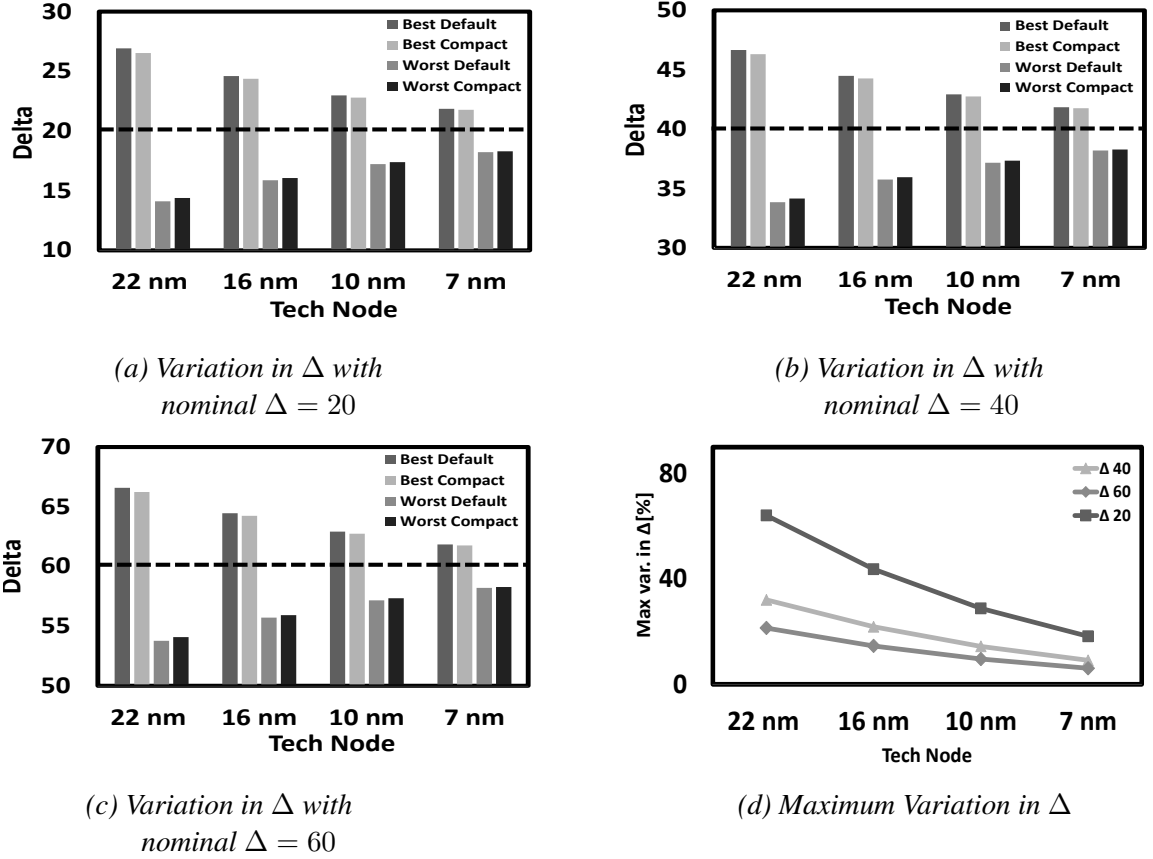 30
25
20
15
10
Delta
Best Default
Best Compact
Worst Default
Worst Compact
22 nm 16 nm 10 nm 7 nm
Tech Node
(a) Variation in Δ with
nominal Δ = 20
50
45
40
35
30
Delta
Best Default
Best Compact
Worst Default
Worst Compact
22 nm 16 nm 10 nm 7 nm
Tech Node
(b) Variation in Δ with
nominal Δ = 40
70
65
60
55
50
Delta
Best Default
Best Compact
Worst Default
Worst Compact
22 nm 16 nm 10 nm 7 nm
Tech Node
(c) Variation in Δ with
nominal Δ = 60
80
40
0
Max var. in Δ[%]
Δ 40
Δ 60
Δ 20
22 nm 16 nm 10 nm 7 nm
Tech Node
(d) Maximum Variation in Δ